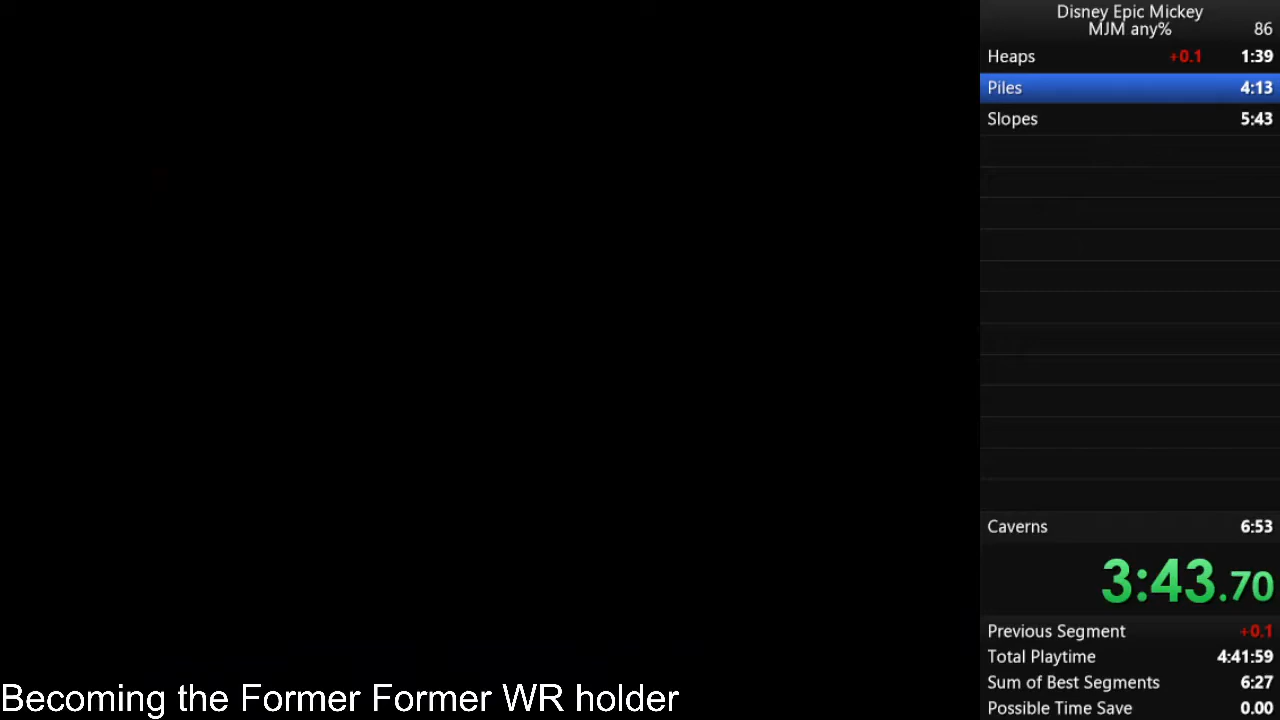 Disney Epic Mickey
MJM any% 86
Heaps +0.1 1:39
Piles 4:13
Slopes 5:43
Caverns 6:53
3:43.70
Previous Segment +0.1
Total Playtime 4:41:59
Sum of Best Segments 6:27
Possible Time Save 0.00
Becoming the Former Former WR holder